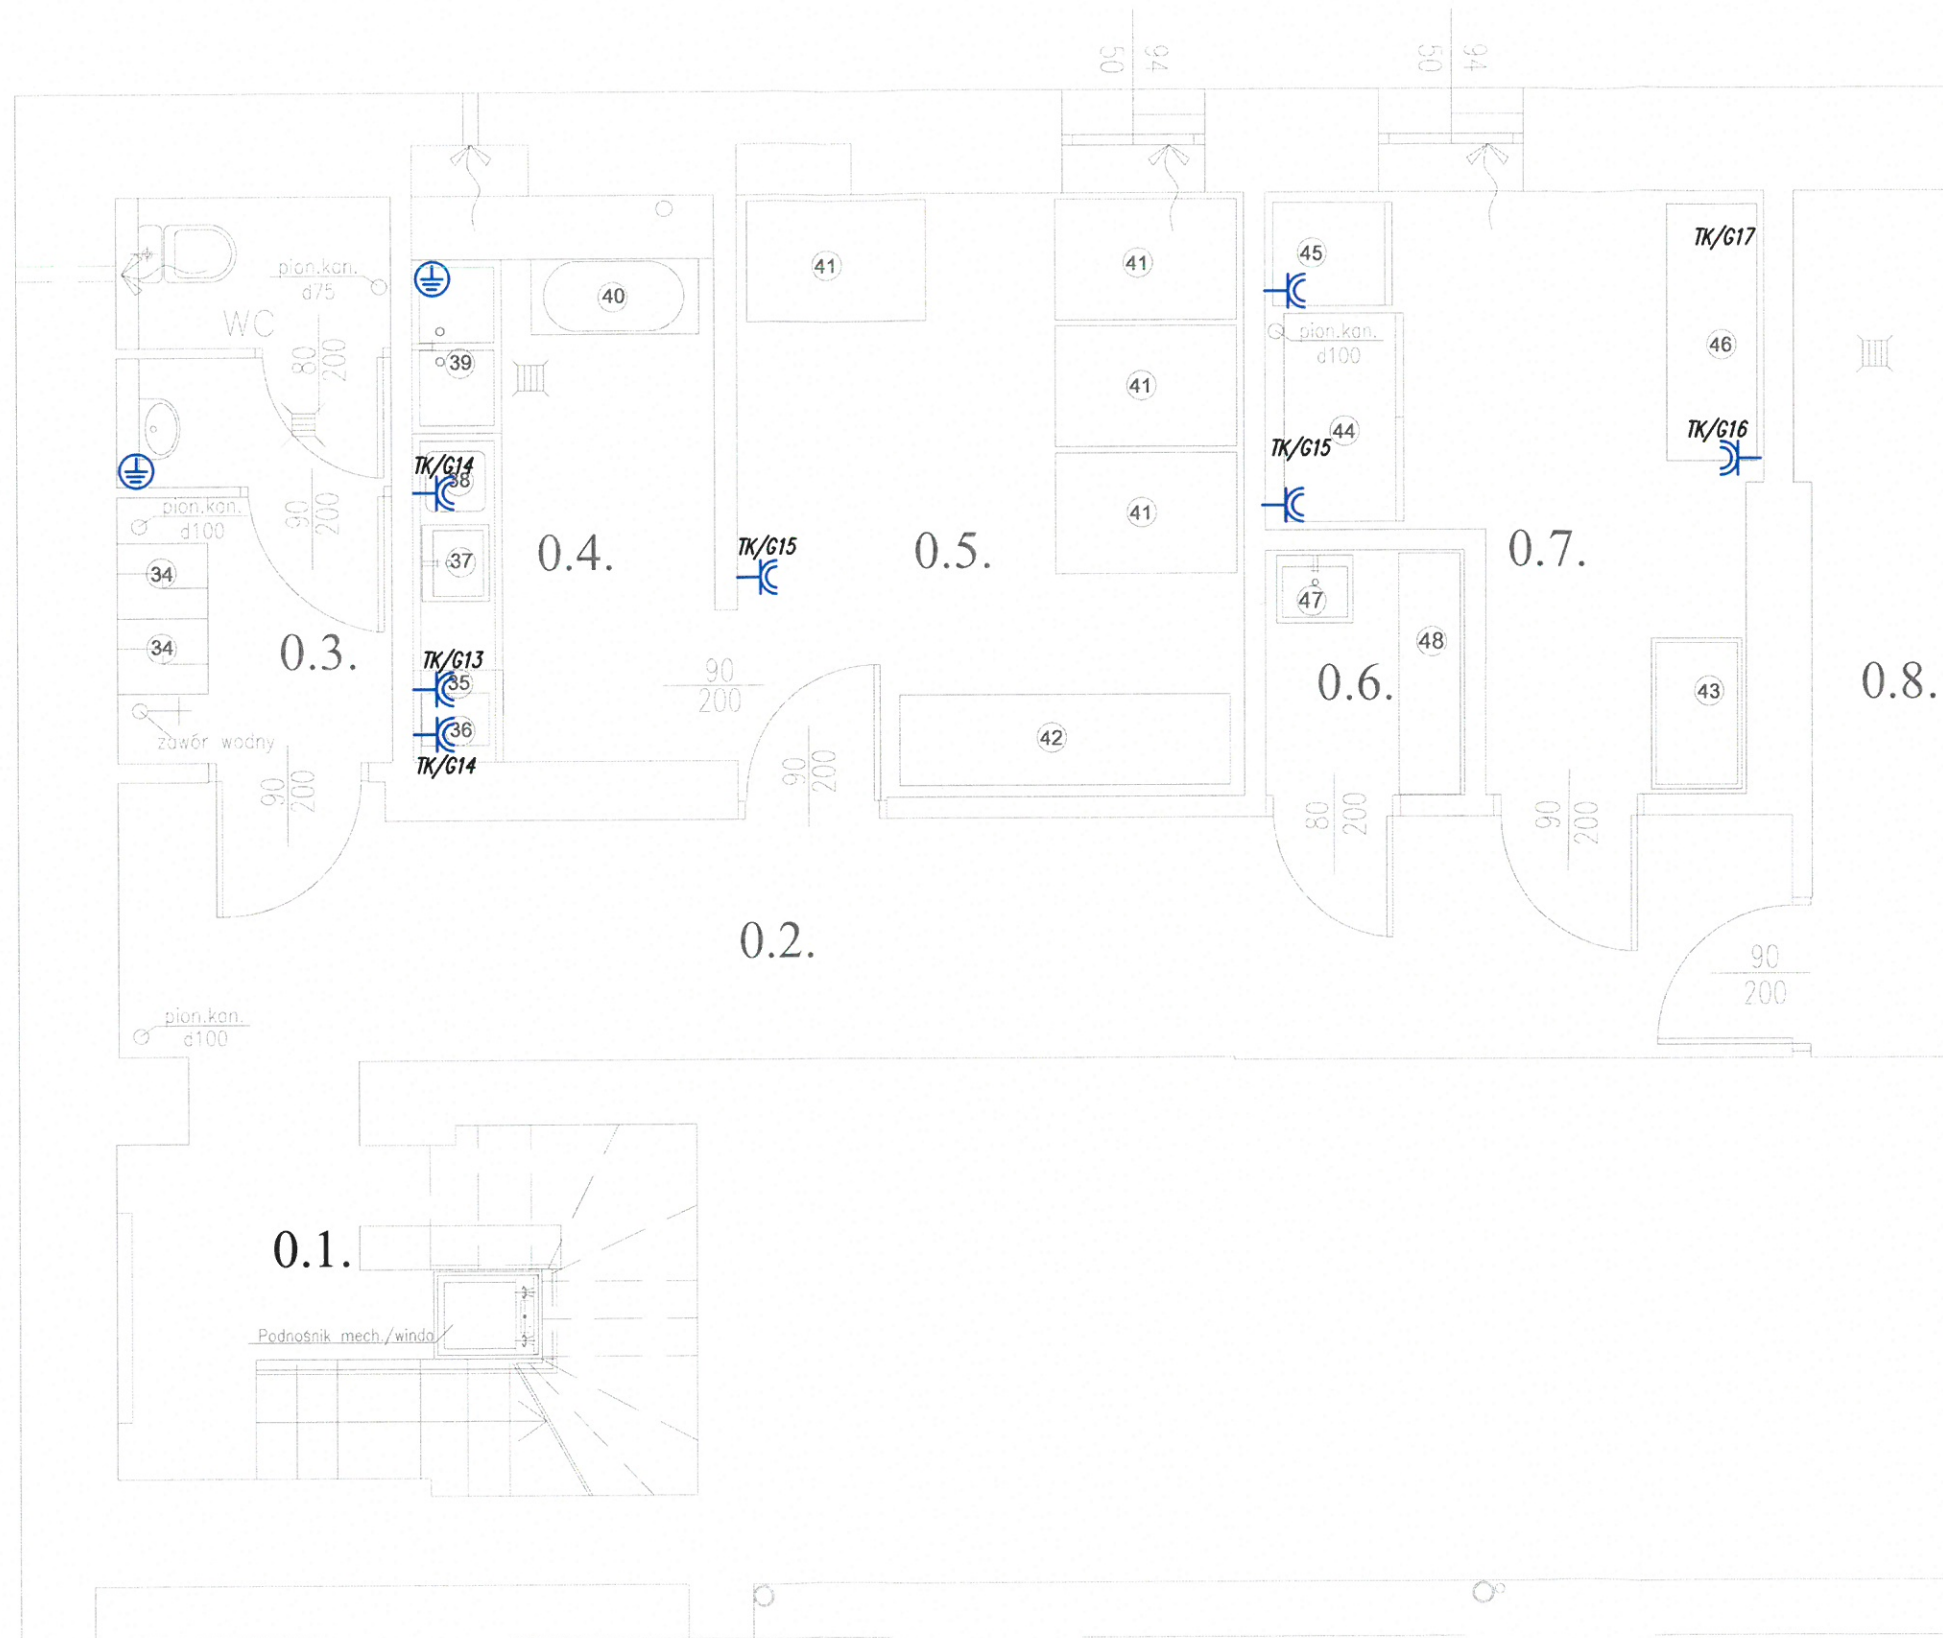 50
94
50
94
pion.kan.
d75
WC
80
200
TK/G17
45
41
41
40
pion.kan.
d100
46
39
41
TK/G14
38
TK/G15
44
TK/G16
pion.kan.
d100
90
200
41
34
37
0.4.
TK/G15
0.5.
0.7.
47
34
0.3.
TK/G13
35
36
TK/G14
zawór wodny
90
200
90
200
90
200
42
48
0.6.
43
0.8.
80
200
90
200
0.2.
90
200
pion.kan.
d100
0.1.
Podnośnik mech./winda